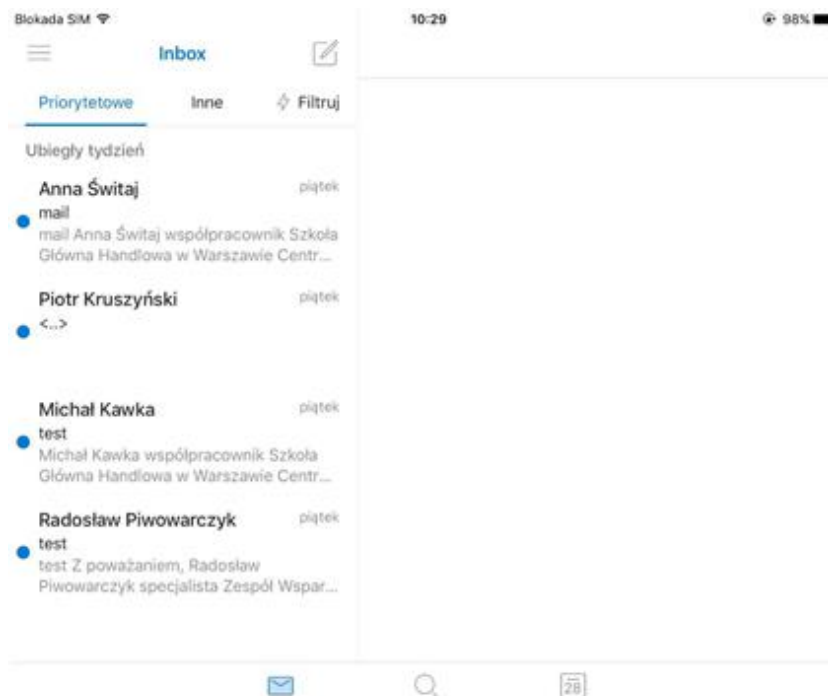 Blokada SIM 10:29 98%
Inbox
Priorytetowe Inne Filtruj
Ubiegły tydzień
Anna Świtaj piątek
mail
mail Anna Świtaj współpracownik Szkoła
Główna Handlowa w Warszawie Centr...
Piotr Kruszyński piątek
<..>
Michał Kawka piątek
test
Michał Kawka współpracownik Szkoła
Główna Handlowa w Warszawie Centr...
Radosław Piwowarczyk piątek
test
test Z poważaniem, Radosław
Piwowarczyk specjalista Zespół Wspar...
28